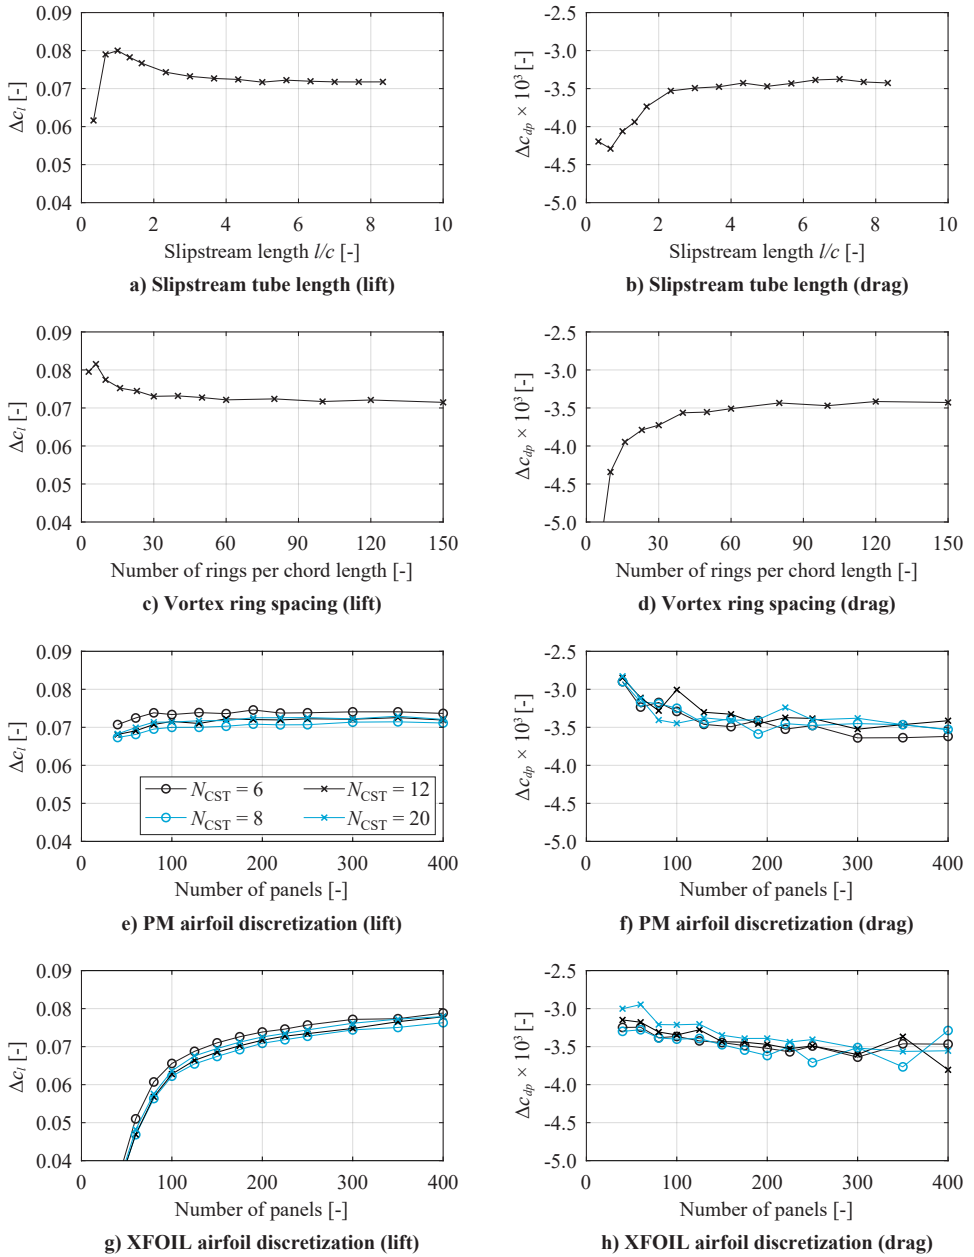 0.09
0.08
0.07
0.06
0.05
0.04
Δc_l [-]
0 2 4 6 8 10
Slipstream length l/c [-]
a) Slipstream tube length (lift)
-2.5
-3.0
-3.5
-4.0
-4.5
-5.0
Δc_dp × 10³ [-]
0 2 4 6 8 10
Slipstream length l/c [-]
b) Slipstream tube length (drag)
0.09
0.08
0.07
0.06
0.05
0.04
Δc_l [-]
0 30 60 90 120 150
Number of rings per chord length [-]
c) Vortex ring spacing (lift)
-2.5
-3.0
-3.5
-4.0
-4.5
-5.0
Δc_dp × 10³ [-]
0 30 60 90 120 150
Number of rings per chord length [-]
d) Vortex ring spacing (drag)
0.09
0.08
0.07
0.06
0.05
0.04
Δc_l [-]
N_CST = 6 N_CST = 12
N_CST = 8 N_CST = 20
0 100 200 300 400
Number of panels [-]
e) PM airfoil discretization (lift)
-2.5
-3.0
-3.5
-4.0
-4.5
-5.0
Δc_dp × 10³ [-]
0 100 200 300 400
Number of panels [-]
f) PM airfoil discretization (drag)
0.09
0.08
0.07
0.06
0.05
0.04
Δc_l [-]
0 100 200 300 400
Number of panels [-]
g) XFOIL airfoil discretization (lift)
-2.5
-3.0
-3.5
-4.0
-4.5
-5.0
Δc_dp × 10³ [-]
0 100 200 300 400
Number of panels [-]
h) XFOIL airfoil discretization (drag)